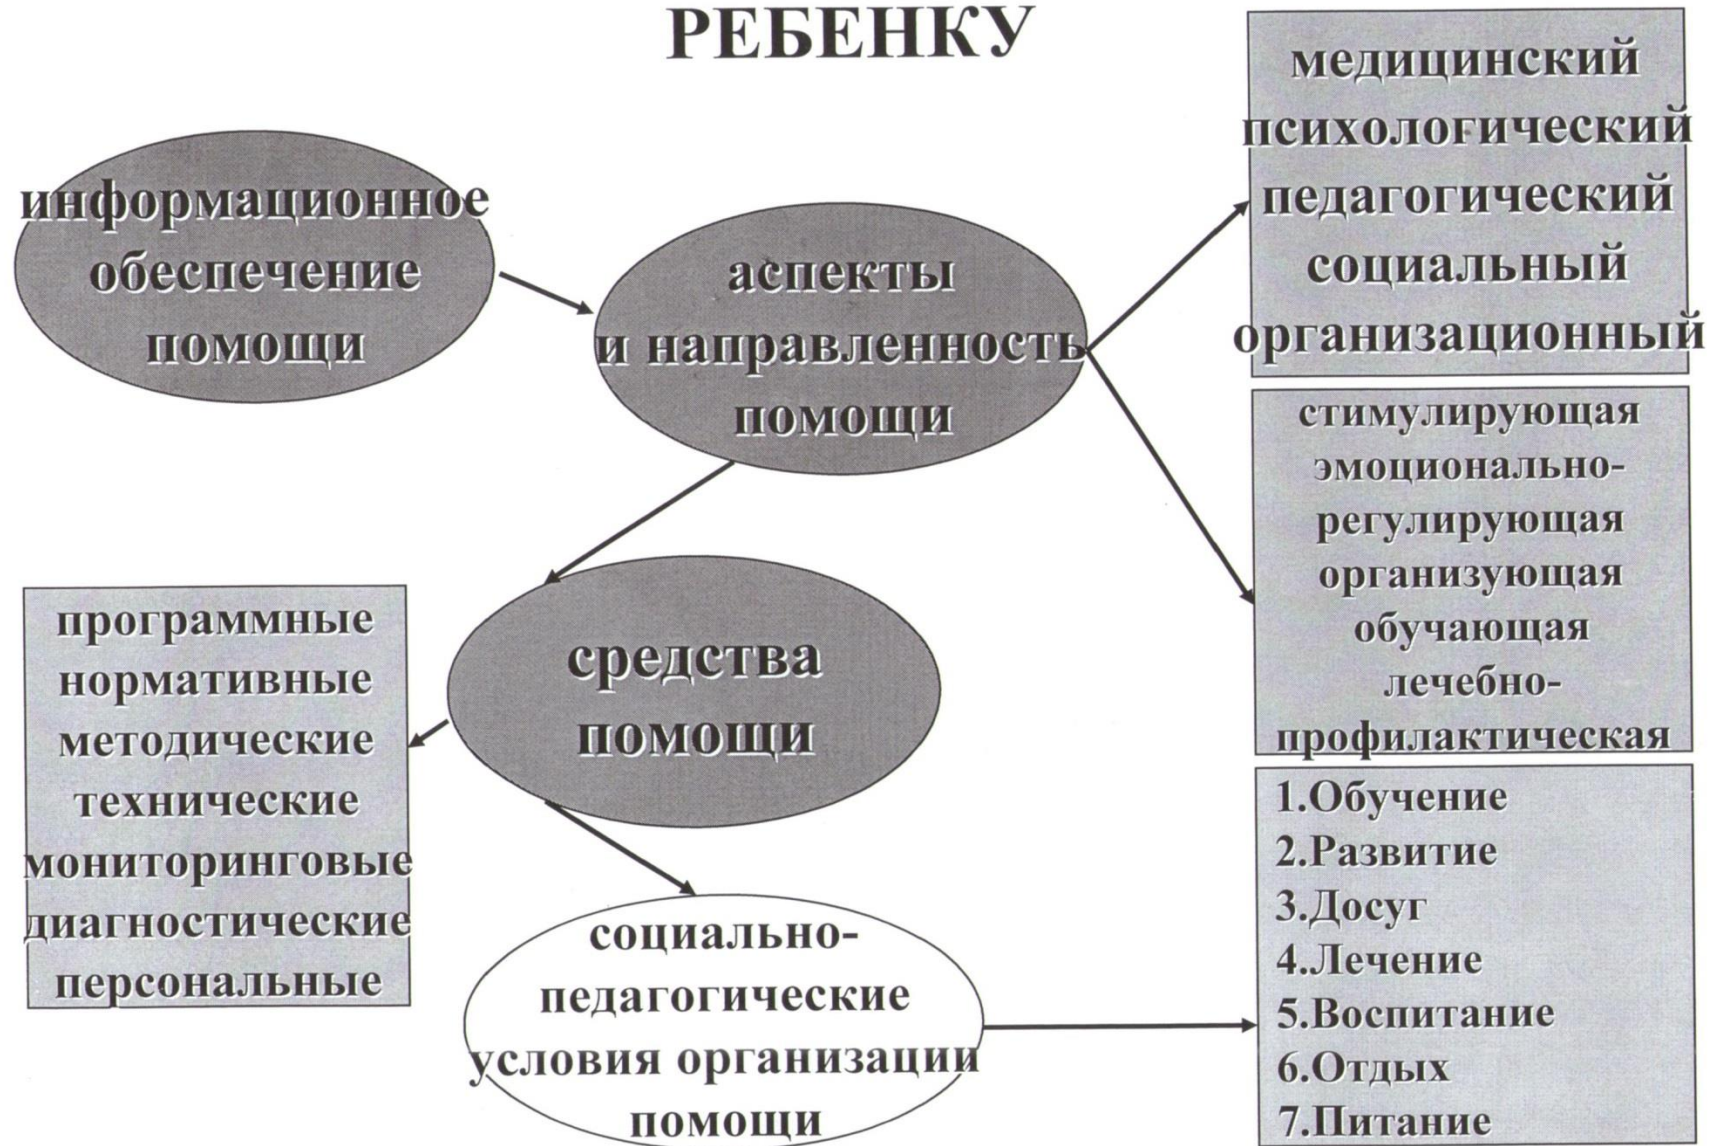 РЕБЕНКУ
информационное
обеспечение
помощи
аспекты
и направленность
помощи
медицинский
психологический
педагогический
социальный
организационный
стимулирующая
эмоционально-
регулирующая
организующая
обучающая
лечебно-
профилактическая
средства
помощи
программные
нормативные
методические
технические
мониторинговые
диагностические
персональные
социально-
педагогические
условия организации
помощи
1.Обучение
2.Развитие
3.Досуг
4.Лечение
5.Воспитание
6.Отдых
7.Питание